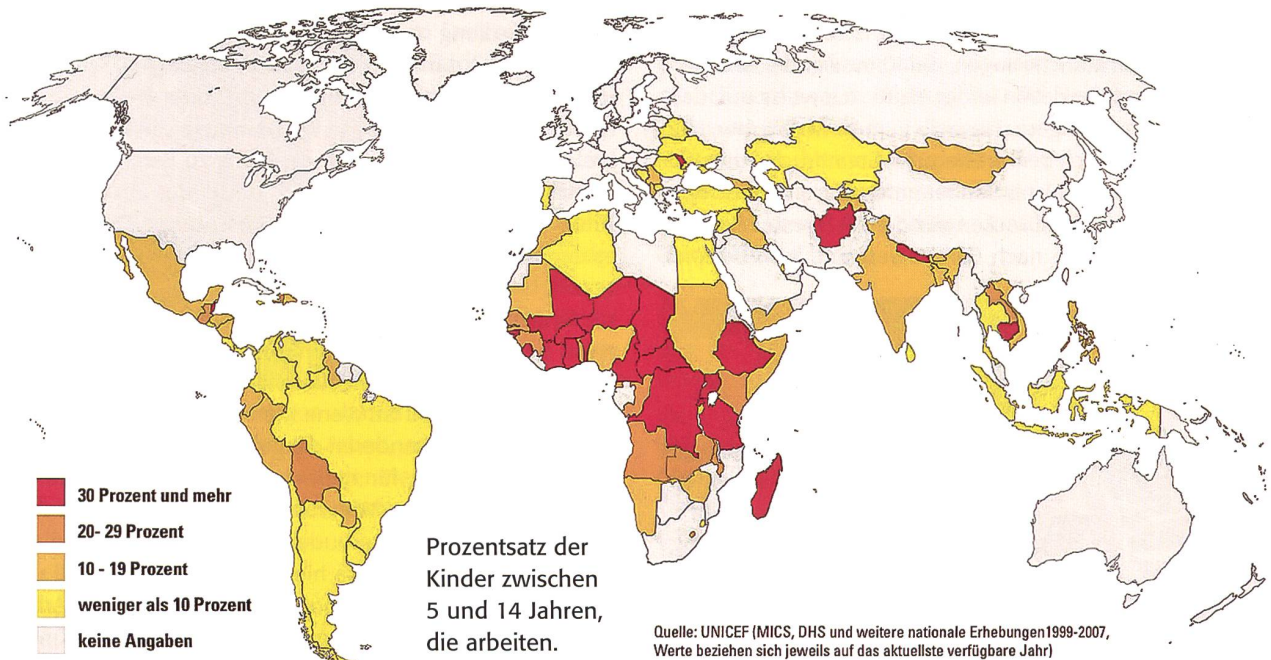 30 Prozent und mehr
20- 29 Prozent
10 - 19 Prozent
weniger als 10 Prozent
keine Angaben
Prozentsatz der
Kinder zwischen
5 und 14 Jahren,
die arbeiten.
Quelle: UNICEF (MICS, DHS und weitere nationale Erhebungen1999-2007,
Werte beziehen sich jeweils auf das aktuellste verfügbare Jahr)